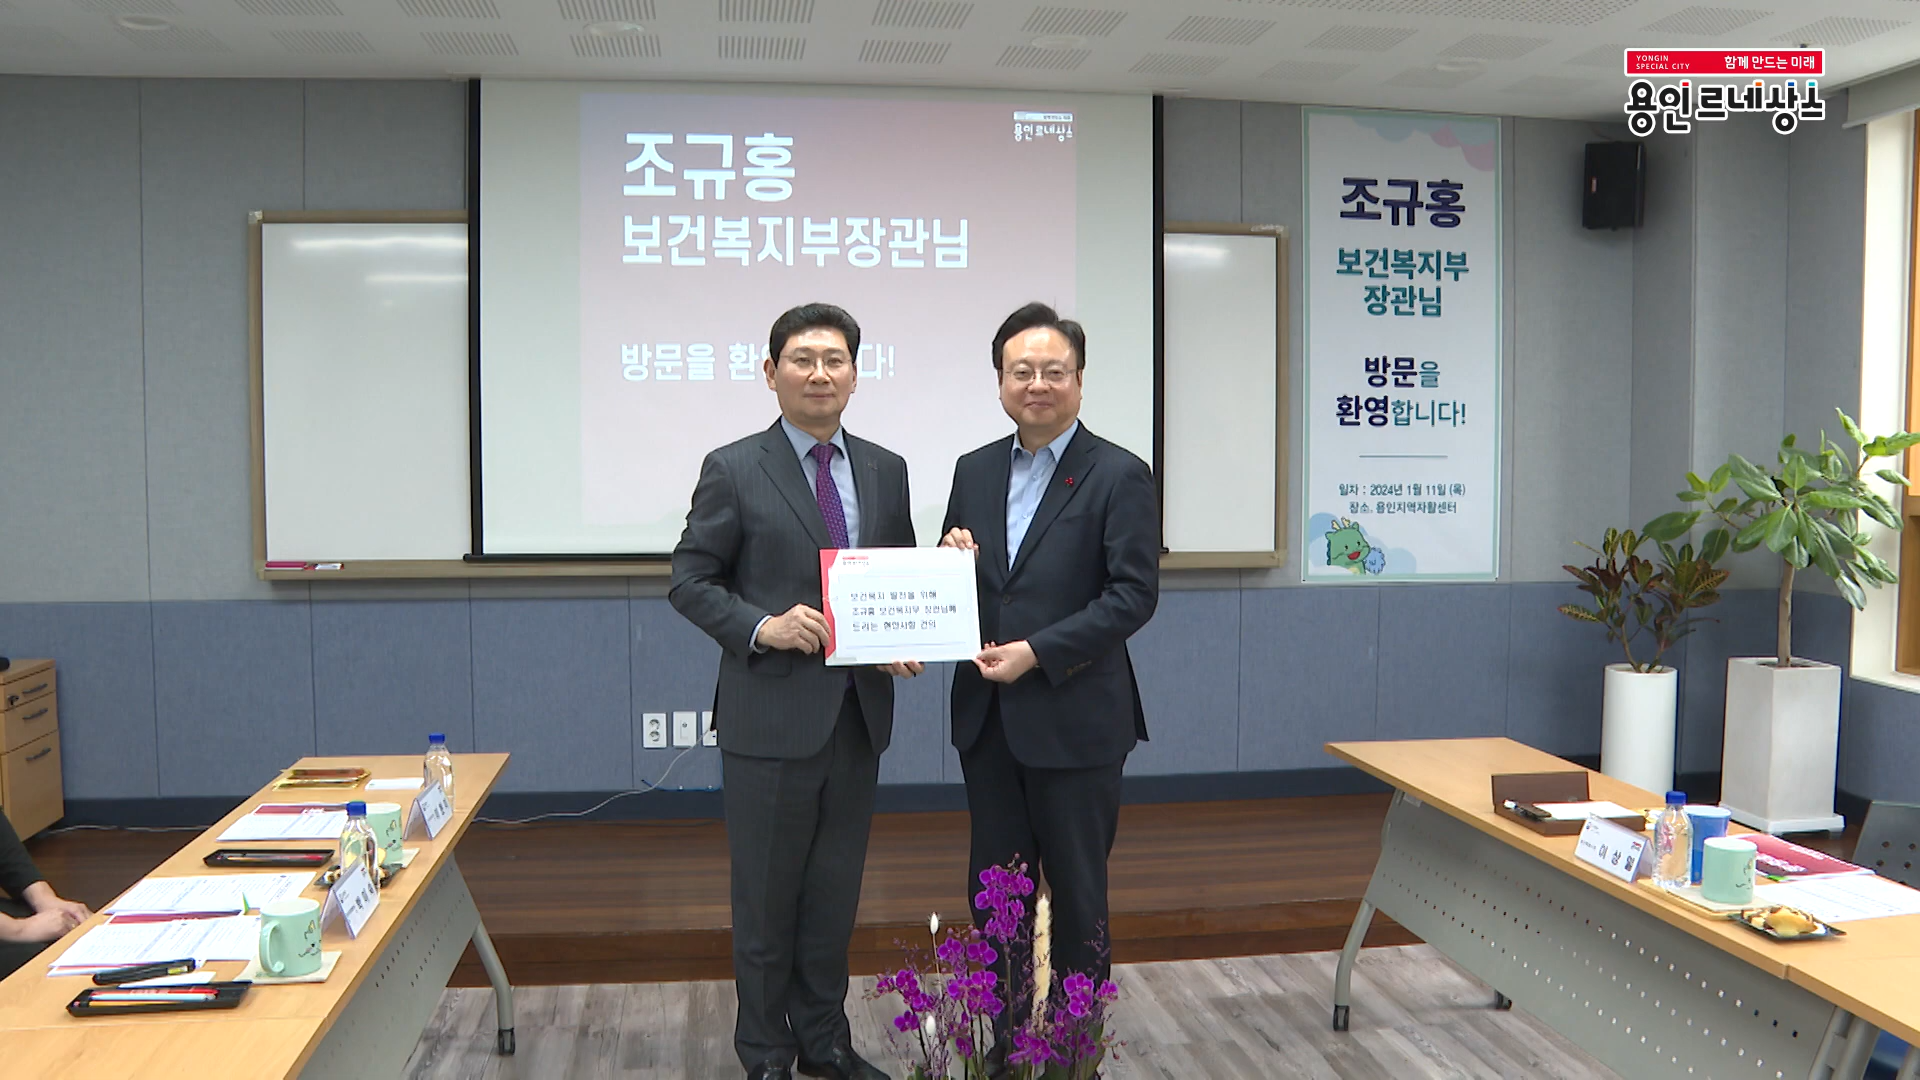 YONGIN
SPECIAL CITY
함께 만드는 미래
용인 르네상스
용인 르네상스
조규홍
보건복지부장관님
방문을 환영 다!
조규홍
보건복지부
장관님
방문을
환영합니다!
일자 : 2024년 1월 11일 (목)
장소. 용인지역자활센터
보건복지 발전을 위해
조규홍 보건복지부 장관님께
드리는 현안사항 건의
이 상 일